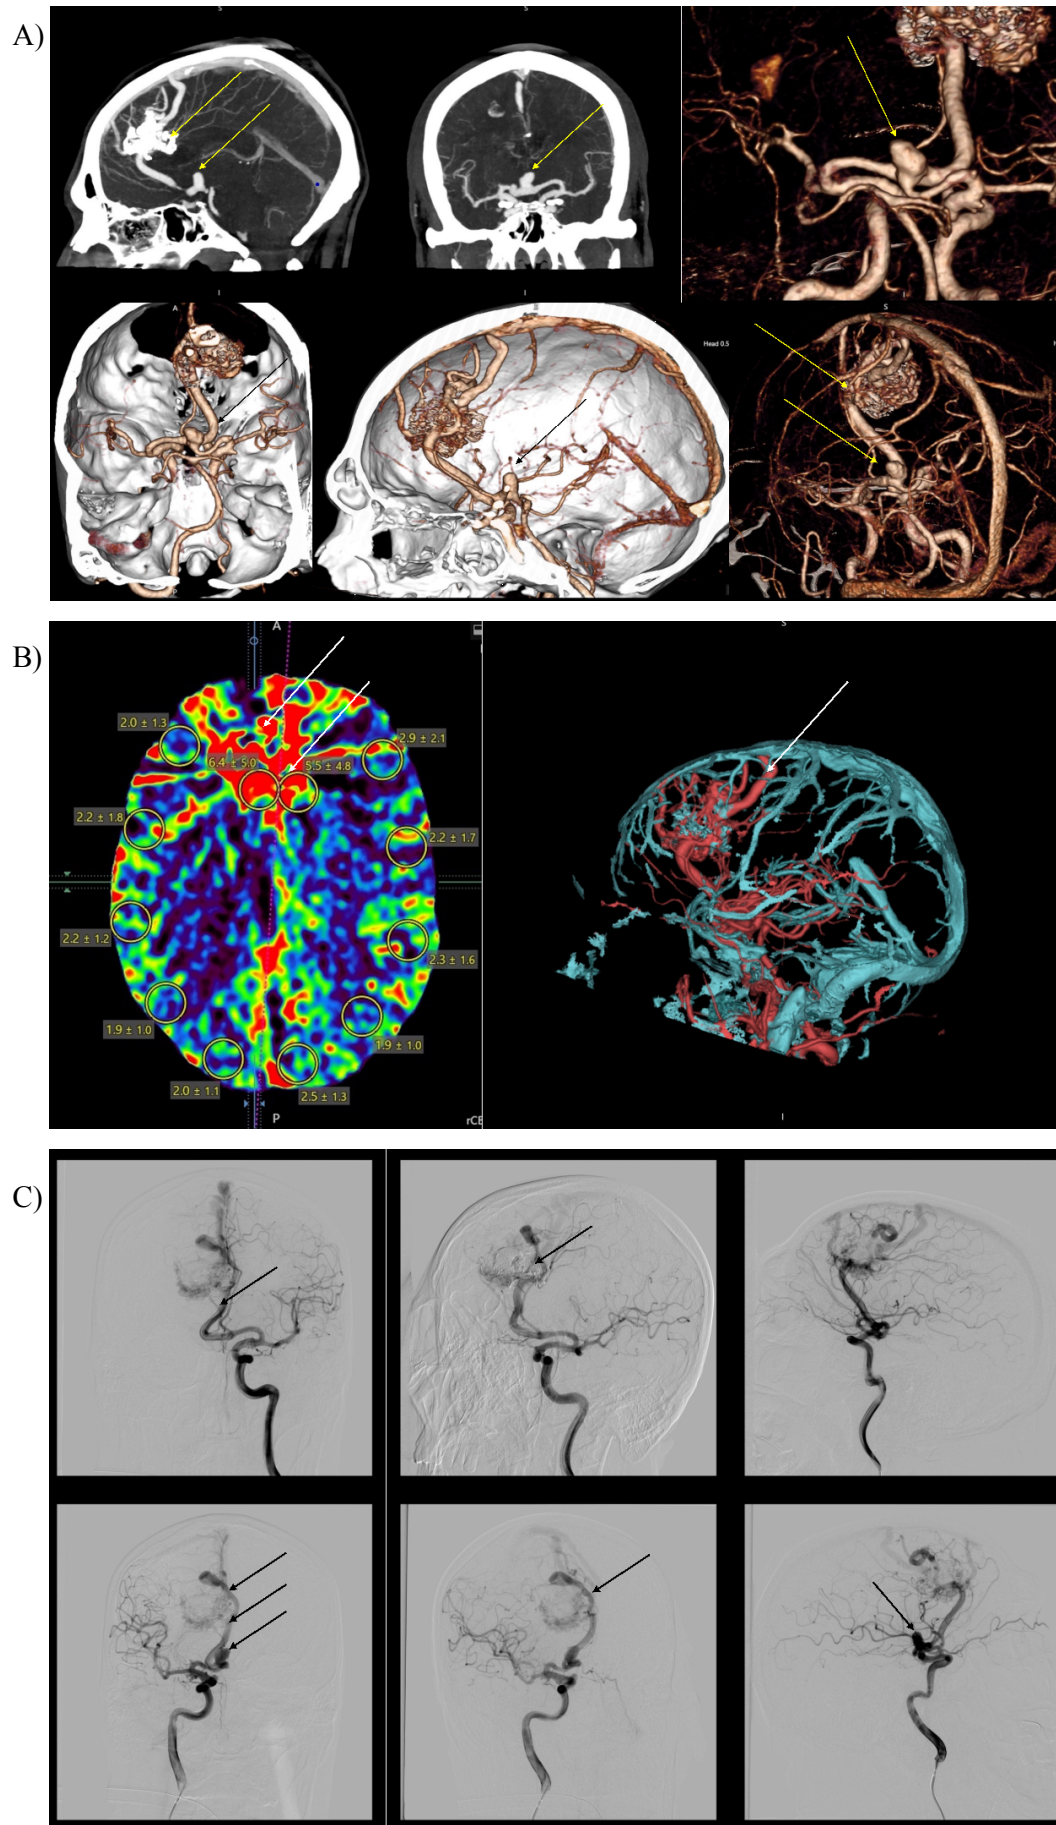 A)
S
S
I
I
I
A
P
Head 0.5
S
B)
A
2.0 ± 1.3
2.9 ± 2.1
6.4 ± 5.0
5.5 ± 4.8
2.2 ± 1.8
2.2 ± 1.7
2.2 ± 1.2
2.3 ± 1.6
1.9 ± 1.0
1.9 ± 1.0
2.0 ± 1.1
2.5 ± 1.3
P
S
I
C)